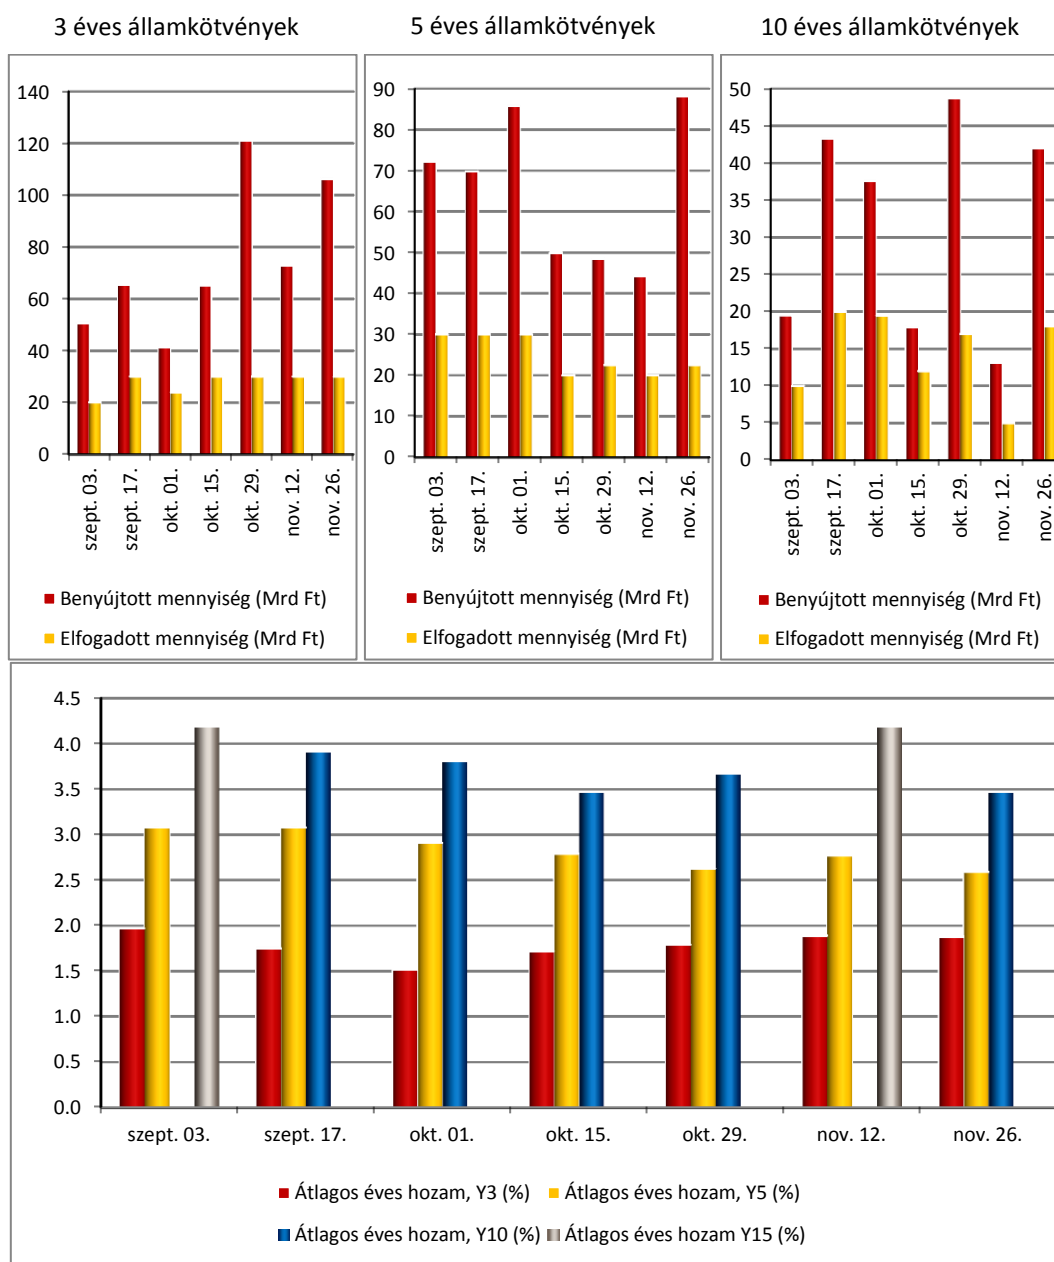 3 éves államkötvények
5 éves államkötvények
10 éves államkötvények
140
120
100
80
60
40
20
0
szept. 03.
szept. 17.
okt. 01.
okt. 15.
okt. 29.
nov. 12.
nov. 26.
Benyújtott mennyiség (Mrd Ft)
Elfogadott mennyiség (Mrd Ft)
90
80
70
60
50
40
30
20
10
0
szept. 03.
szept. 17.
okt. 01.
okt. 15.
okt. 29.
nov. 12.
nov. 26.
Benyújtott mennyiség (Mrd Ft)
Elfogadott mennyiség (Mrd Ft)
50
45
40
35
30
25
20
15
10
5
0
szept. 03.
szept. 17.
okt. 01.
okt. 15.
okt. 29.
nov. 12.
nov. 26.
Benyújtott mennyiség (Mrd Ft)
Elfogadott mennyiség (Mrd Ft)
4.5
4.0
3.5
3.0
2.5
2.0
1.5
1.0
0.5
0.0
szept. 03.
szept. 17.
okt. 01.
okt. 15.
okt. 29.
nov. 12.
nov. 26.
Átlagos éves hozam, Y3 (%)
Átlagos éves hozam, Y5 (%)
Átlagos éves hozam, Y10 (%)
Átlagos éves hozam Y15 (%)